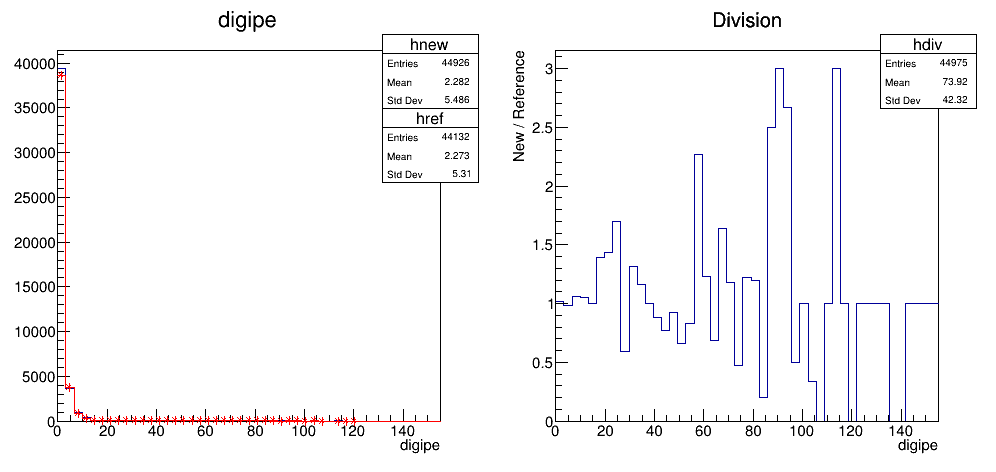 digipe
hnew
Entries 44926
Mean 2.282
Std Dev 5.486
href
Entries 44132
Mean 2.273
Std Dev 5.31
40000
35000
30000
25000
20000
15000
10000
5000
0
0 20 40 60 80 100 120 140
digipe
Division
hdiv
Entries 44975
Mean 73.92
Std Dev 42.32
New / Reference
3
2.5
2
1.5
1
0.5
0
0 20 40 60 80 100 120 140
digipe